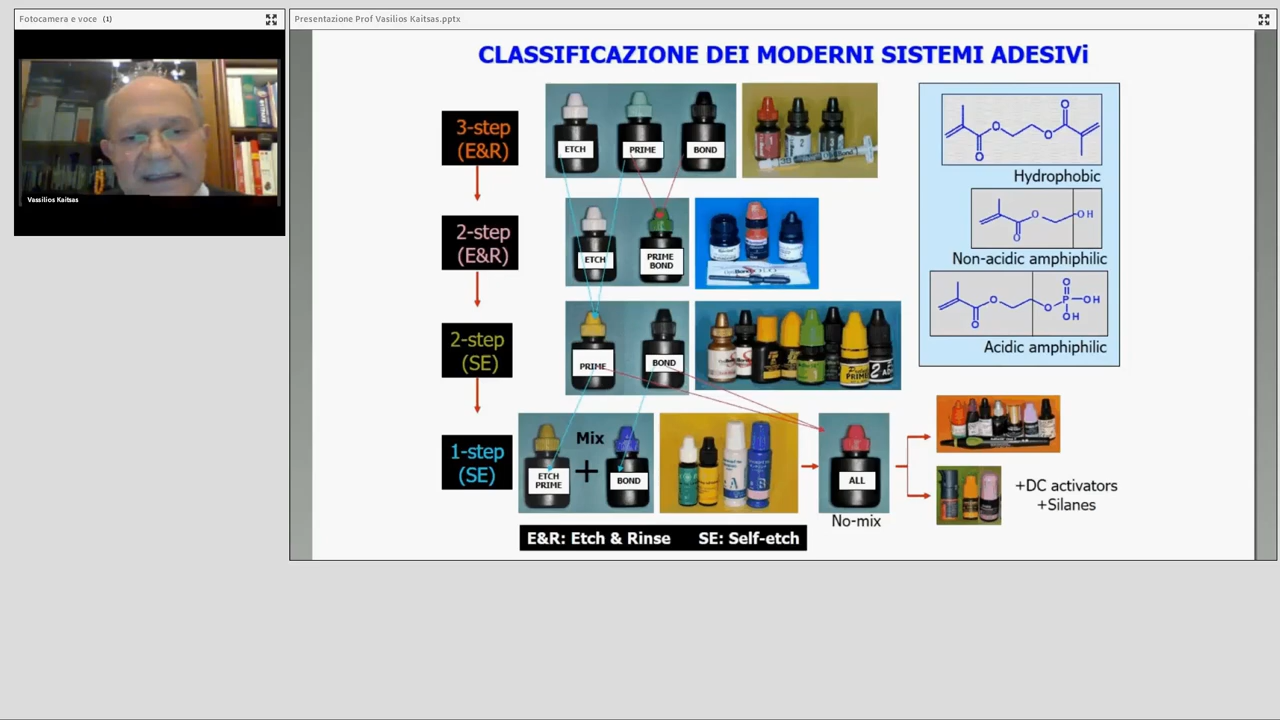 Fotocamera e voce (1)
Vassilios Kaitsas
Presentazione Prof Vasilios Kaitsas.pptx
CLASSIFICAZIONE DEI MODERNI SISTEMI ADESIVi
3-step
(E&R)
ETCH
PRIME
BOND
2-step
(E&R)
ETCH
PRIME
BOND
2-step
(SE)
PRIME
BOND
PRIME
2
1-step
(SE)
ETCH
PRIME
Mix
+
BOND
A
B
ALL
No-mix
+DC activators
+Silanes
E&R: Etch & Rinse SE: Self-etch
O
O
O
O
Hydrophobic
O
O
OH
Non-acidic amphiphilic
O
O
O
O
P
OH
OH
Acidic amphiphilic